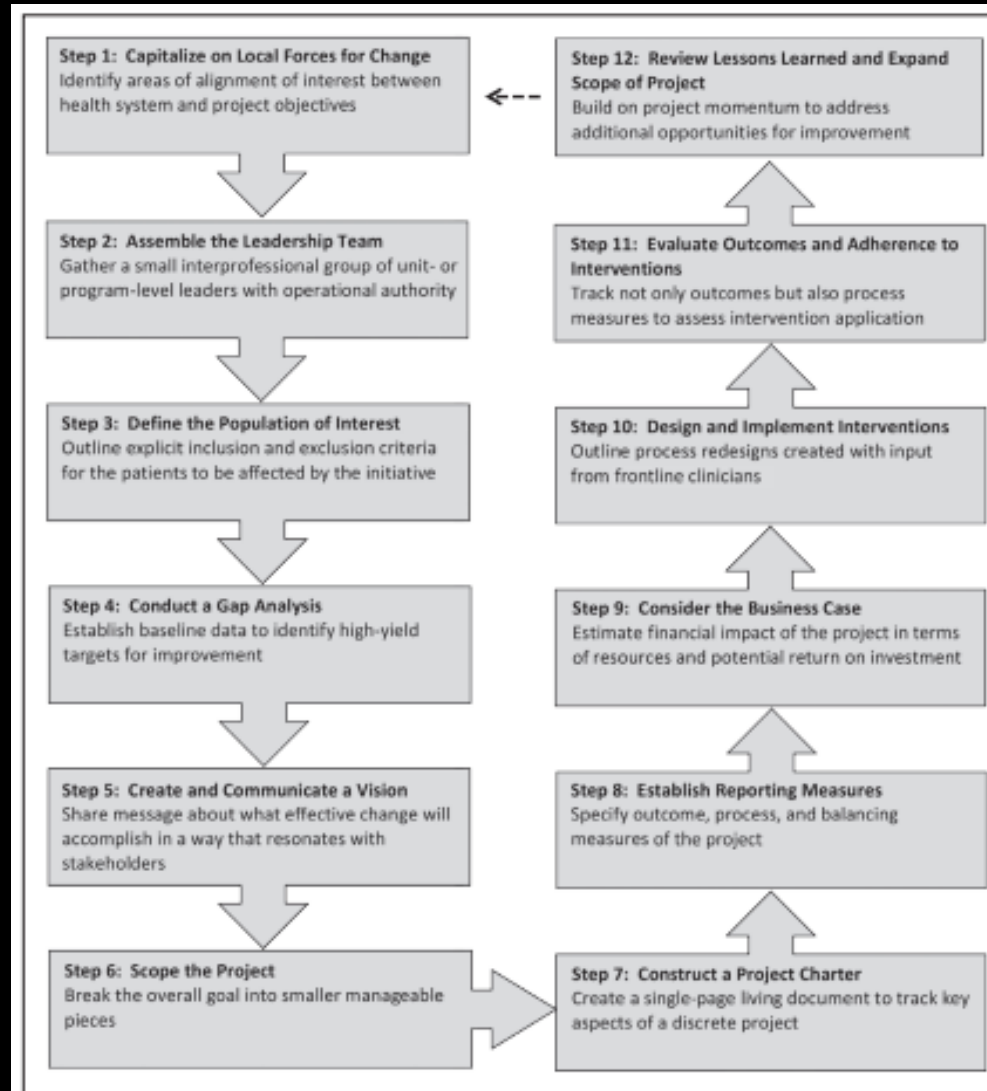 Step 1: Capitalize on Local Forces for Change
Identify areas of alignment of interest between
health system and project objectives
Step 2: Assemble the Leadership Team
Gather a small interprofessional group of unit- or
program-level leaders with operational authority
Step 3: Define the Population of Interest
Outline explicit inclusion and exclusion criteria
for the patients to be affected by the initiative
Step 4: Conduct a Gap Analysis
Establish baseline data to identify high-yield
targets for improvement
Step 5: Create and Communicate a Vision
Share message about what effective change will
accomplish in a way that resonates with
stakeholders
Step 6: Scope the Project
Break the overall goal into smaller manageable
pieces
Step 7: Construct a Project Charter
Create a single-page living document to track key
aspects of a discrete project
Step 8: Establish Reporting Measures
Specify outcome, process, and balancing
measures of the project
Step 9: Consider the Business Case
Estimate financial impact of the project in terms
of resources and potential return on investment
Step 10: Design and Implement Interventions
Outline process redesigns created with input
from frontline clinicians
Step 11: Evaluate Outcomes and Adherence to
Interventions
Track not only outcomes but also process
measures to assess intervention application
Step 12: Review Lessons Learned and Expand
Scope of Project
Build on project momentum to address
additional opportunities for improvement